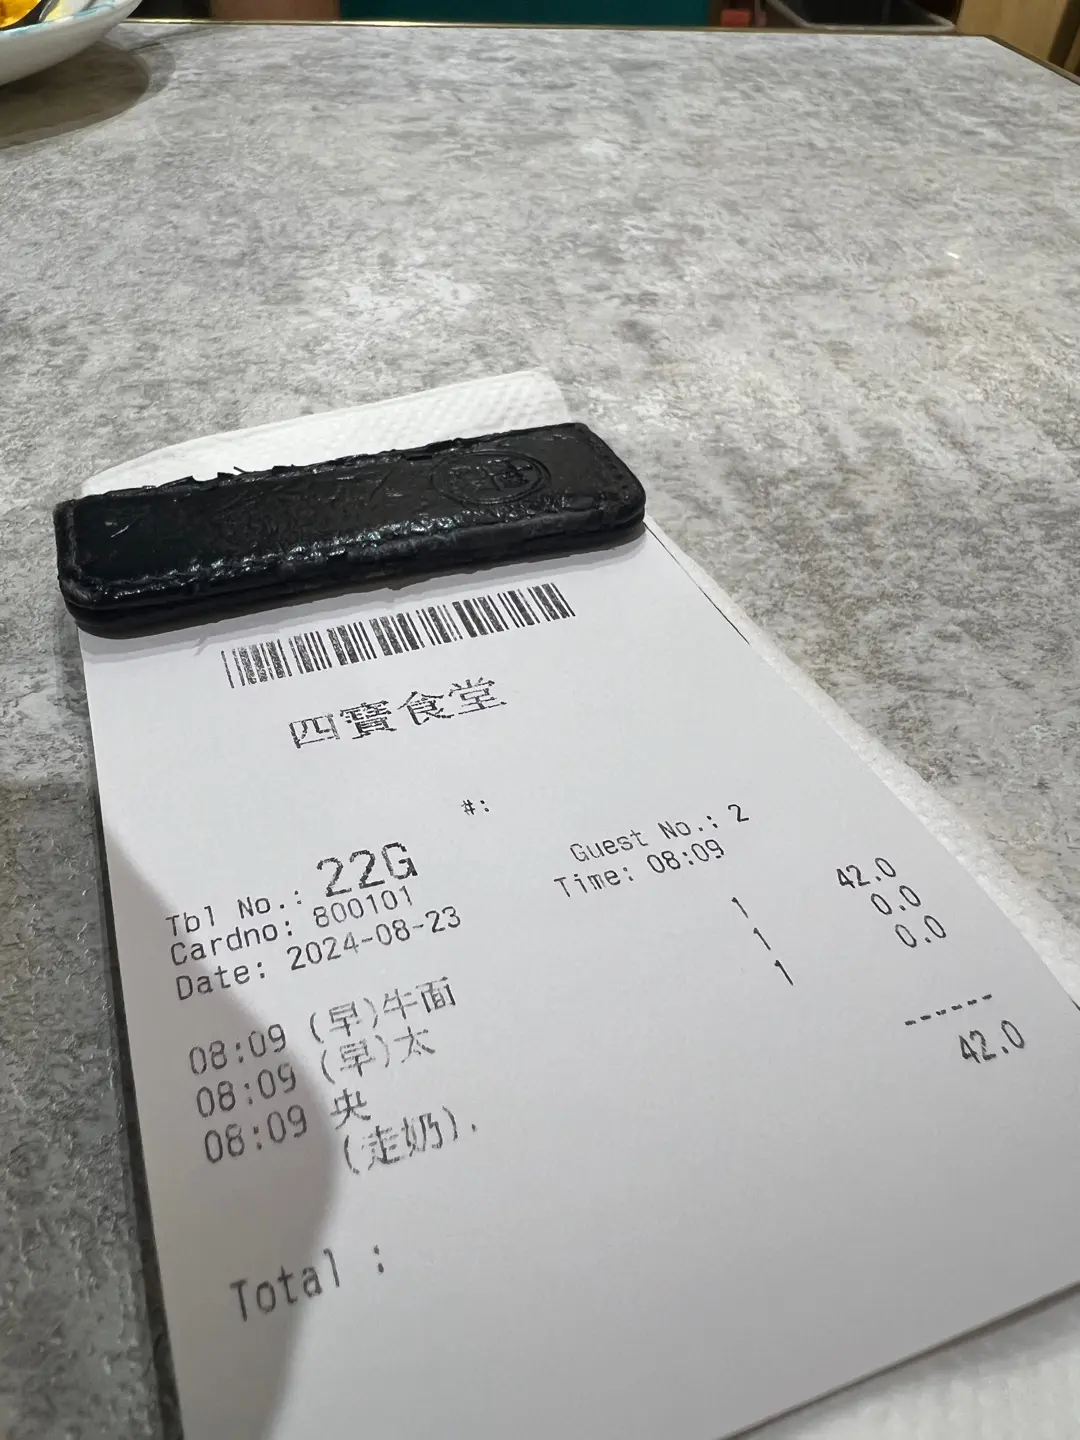 四寶食堂
#:
Tbl No.: 22G Guest No.: 2
Cardno: 800101 Time: 08:09
Date: 2024-08-23
08:09 (早)牛面 1 42.0
08:09 (早)太 1 0.0
08:09 央 1 0.0
(走奶).
------
42.0
Total :